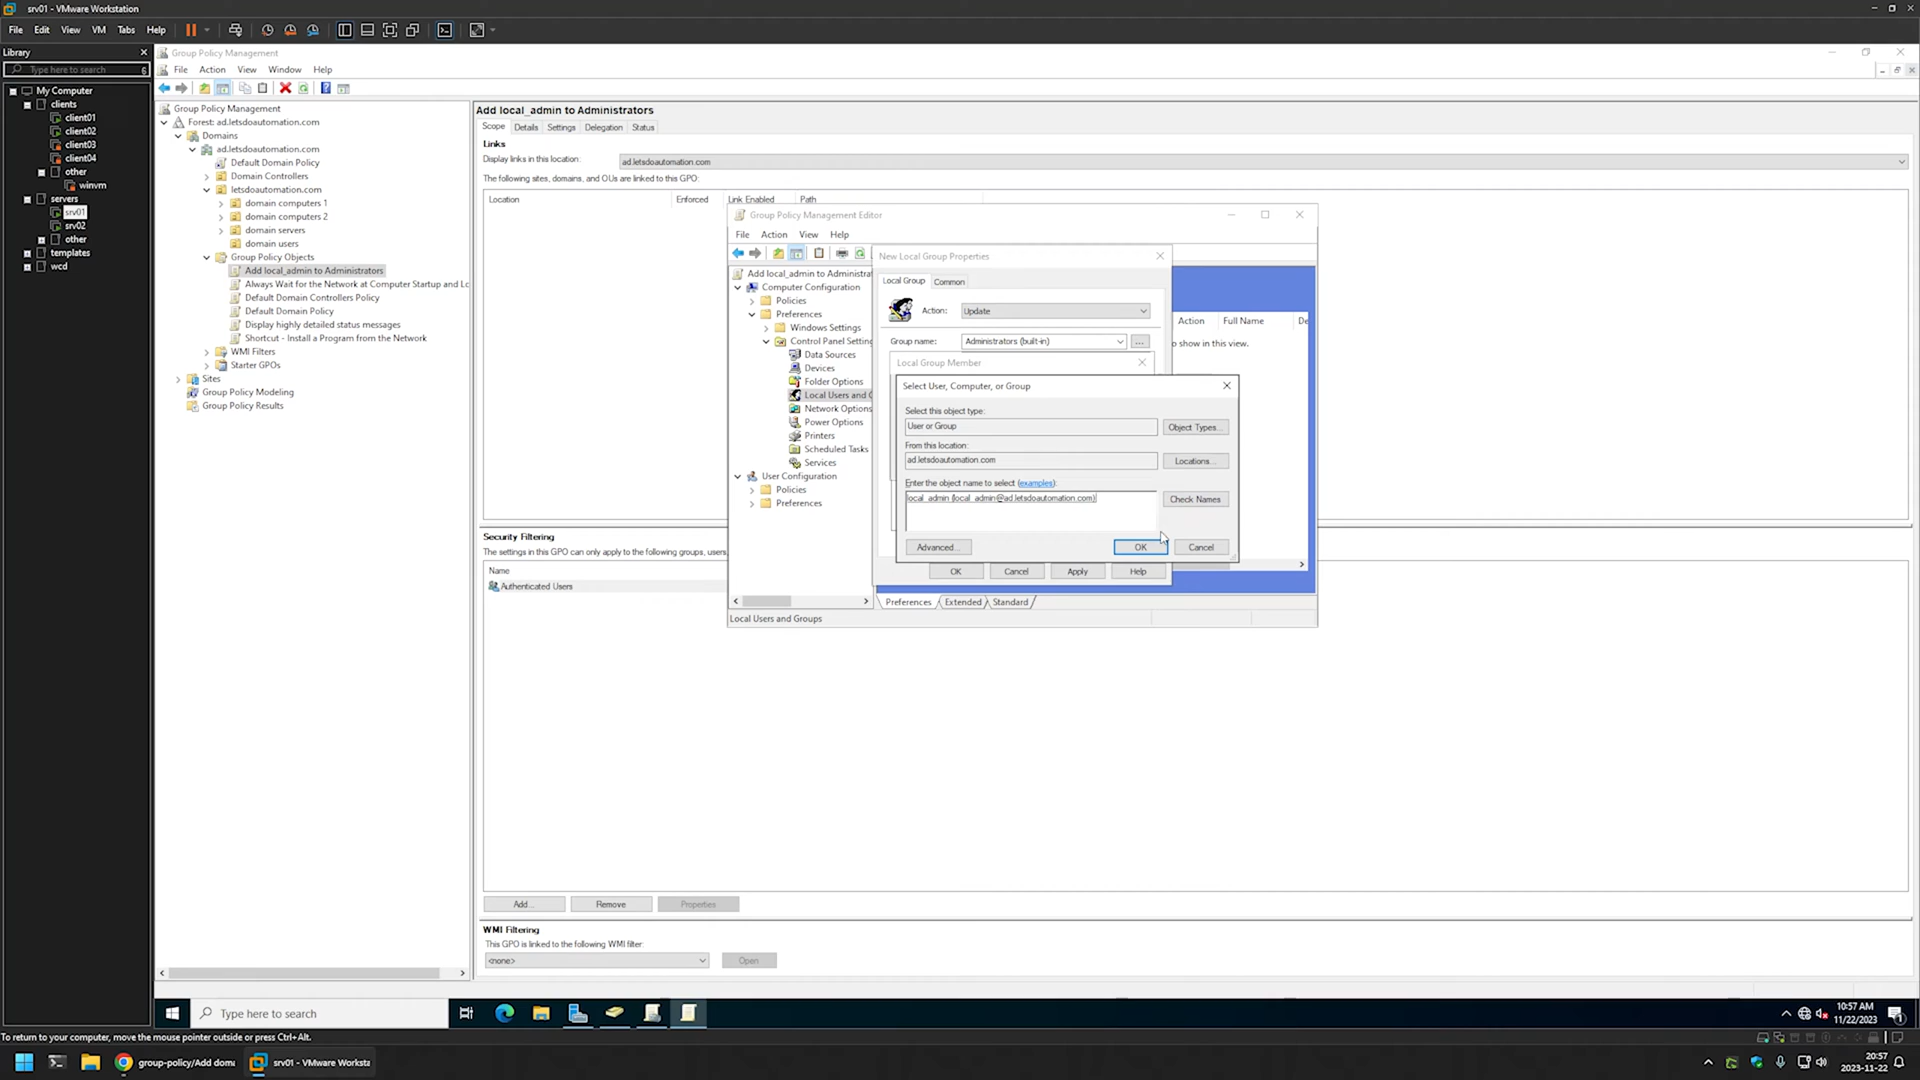 srv01 - VMware Workstation
File Edit View VM Tabs Help
Library
Type here to search
My Computer
clients
client01
client02
client03
client04
other
winvm
servers
srv01
srv02
other
templates
wcd
Group Policy Management
File Action View Window Help
Group Policy Management
Forest: ad.letsdoautomation.com
Domains
ad.letsdoautomation.com
Default Domain Policy
Domain Controllers
letsdoautomation.com
domain computers 1
domain computers 2
domain servers
domain users
Group Policy Objects
Add local_admin to Administrators
Always Wait for the Network at Computer Startup and Lo
Default Domain Controllers Policy
Default Domain Policy
Display highly detailed status messages
Shortcut - Install a Program from the Network
WMI Filters
Starter GPOs
Sites
Group Policy Modeling
Group Policy Results
Add local_admin to Administrators
Scope Details Settings Delegation Status
Links
Display links in this location: ad.letsdoautomation.com
The following sites, domains, and OUs are linked to this GPO:
Location Enforced Link Enabled Path
Security Filtering
The settings in this GPO can only apply to the following groups, users,
Name
Authenticated Users
Add... Remove Properties
WMI Filtering
This GPO is linked to the following WMI filter:
<none> Open
Group Policy Management Editor
File Action View Help
Add local_admin to Administra
Computer Configuration
Policies
Preferences
Windows Settings
Control Panel Setting
Data Sources
Devices
Folder Options
Local Users and G
Network Options
Power Options
Printers
Scheduled Tasks
Services
User Configuration
Policies
Preferences
Action Full Name De
o show in this view.
Preferences Extended Standard
Local Users and Groups
New Local Group Properties
Local Group Common
Action: Update
Group name: Administrators (built-in) ...
OK Cancel Apply Help
Local Group Member
Select User, Computer, or Group
Select this object type:
User or Group Object Types...
From this location:
ad.letsdoautomation.com Locations...
Enter the object name to select (examples):
local_admin (local_admin@ad.letsdoautomation.com) Check Names
Advanced... OK Cancel
Type here to search
10:57 AM
11/22/2023
To return to your computer, move the mouse pointer outside or press Ctrl+Alt.
group-policy/Add doma
srv01 - VMware Worksta
20:57
2023-11-22